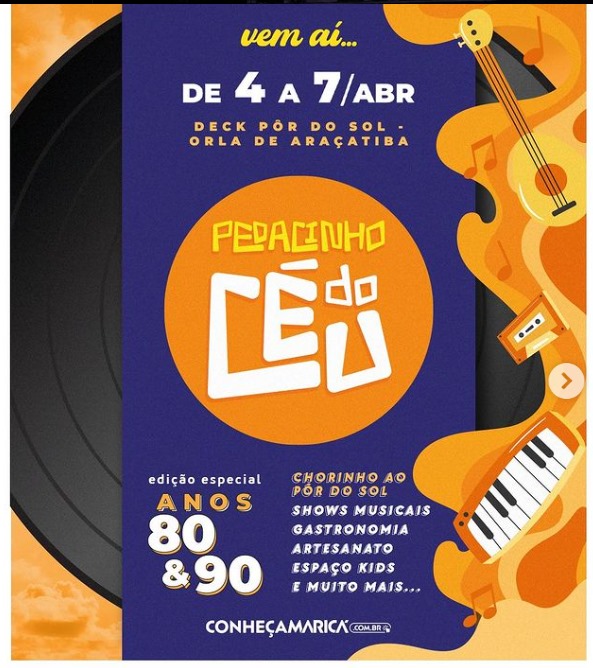 vem aí...
DE 4 A 7/ABR
DECK PÔR DO SOL -
ORLA DE ARAÇATIBA
PEDACINHO
do
CÉU
edição especial
ANOS
80
&90
CHORINHO AO
PÔR DO SOL
SHOWS MUSICAIS
GASTRONOMIA
ARTESANATO
ESPAÇO KIDS
E MUITO MAIS...
CONHEÇAMARICÁ .COM.BR